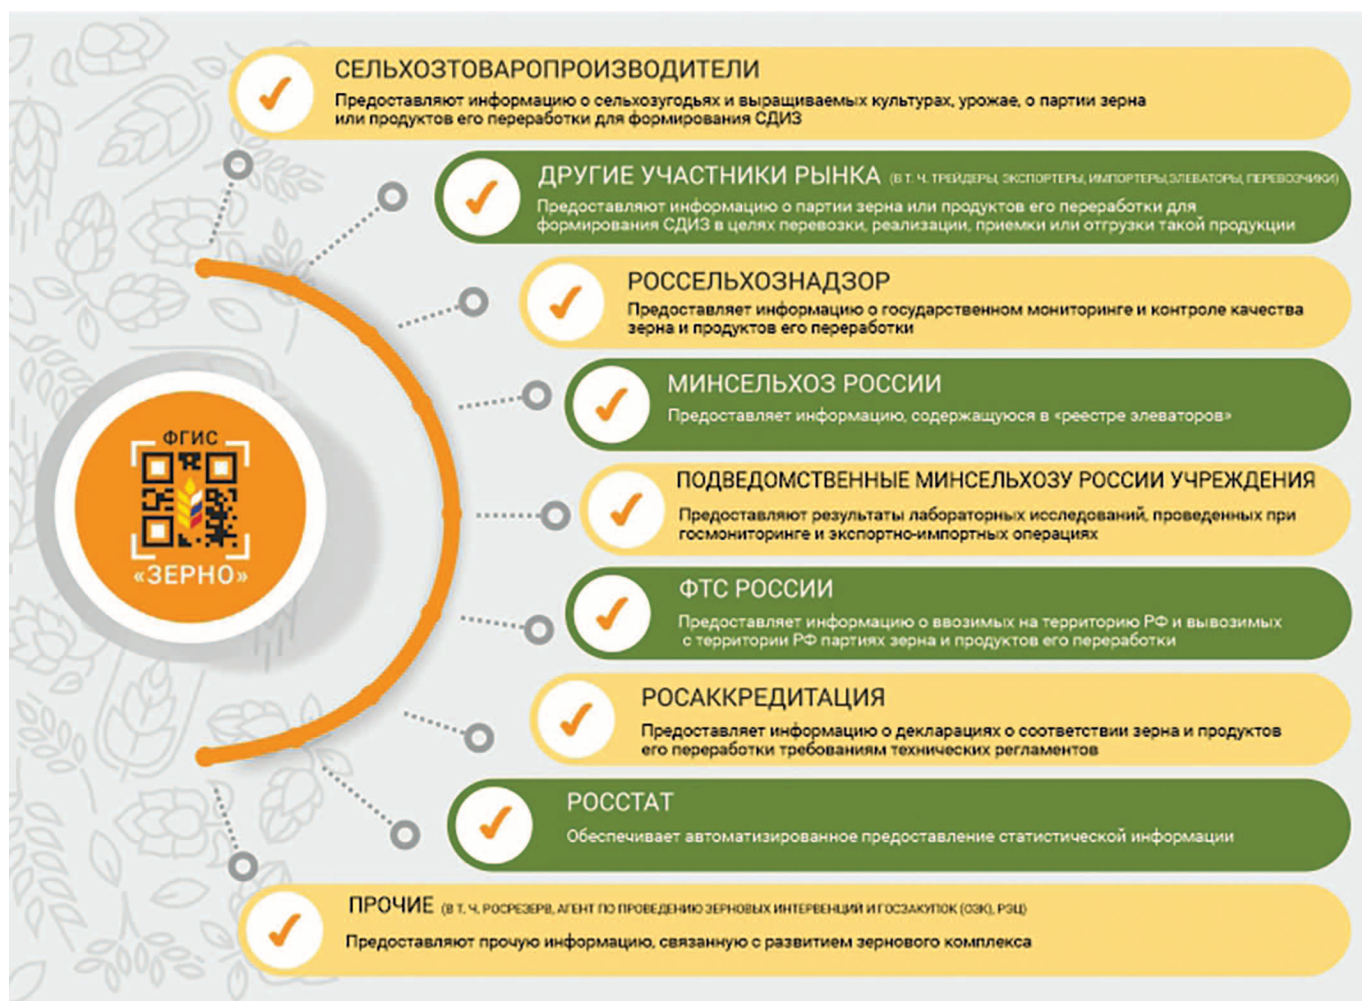 СЕЛЬХОЗТОВАРОПРОИЗВОДИТЕЛИ
Предоставляют информацию о сельхозугодьях и выращиваемых культурах, урожае, о партии зерна
или продуктов его переработки для формирования СДИЗ
ДРУГИЕ УЧАСТНИКИ РЫНКА (В Т. Ч. ТРЕЙДЕРЫ, ЭКСПОРТЕРЫ, ИМПОРТЕРЫ,ЭЛЕВАТОРЫ, ПЕРЕВОЗЧИКИ)
Предоставляют информацию о партии зерна или продуктов его переработки для
формирования СДИЗ в целях перевозки, реализации, приемки или отгрузки такой продукции
РОССЕЛЬХОЗНАДЗОР
Предоставляет информацию о государственном мониторинге и контроле качества
зерна и продуктов его переработки
МИНСЕЛЬХОЗ РОССИИ
Предоставляет информацию, содержащуюся в «реестре элеваторов»
ФГИС
«ЗЕРНО»
ПОДВЕДОМСТВЕННЫЕ МИНСЕЛЬХОЗУ РОССИИ УЧРЕЖДЕНИЯ
Предоставляют результаты лабораторных исследований, проведенных при
госмониторинге и экспортно-импортных операциях
ФТС РОССИИ
Предоставляет информацию о ввозимых на территорию РФ и вывозимых
с территории РФ партиях зерна и продуктов его переработки
РОСАККРЕДИТАЦИЯ
Предоставляет информацию о декларациях о соответствии зерна и продуктов
его переработки требованиям технических регламентов
РОССТАТ
Обеспечивает автоматизированное предоставление статистической информации
ПРОЧИЕ (В Т. Ч. РОСРЕЗЕРВ, АГЕНТ ПО ПРОВЕДЕНИЮ ЗЕРНОВЫХ ИНТЕРВЕНЦИЙ И ГОСЗАКУПОК (ОЗК), РЭЦ)
Предоставляют прочую информацию, связанную с развитием зернового комплекса